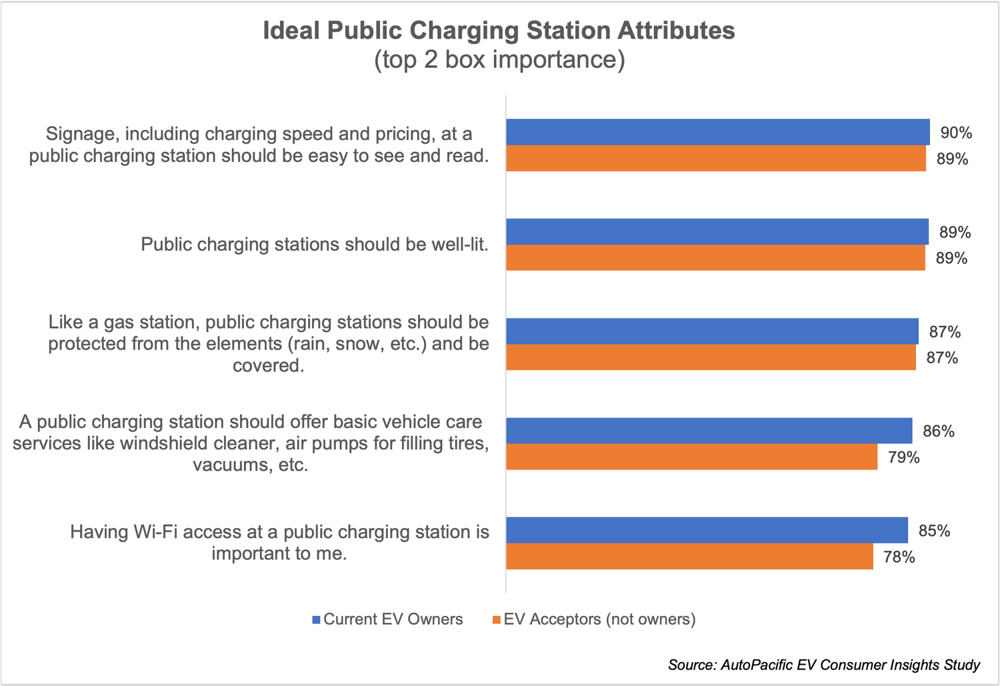 Ideal Public Charging Station Attributes
(top 2 box importance)
Signage, including charging speed and pricing, at a
public charging station should be easy to see and read.
90%
89%
Public charging stations should be well-lit.
89%
89%
Like a gas station, public charging stations should be
protected from the elements (rain, snow, etc.) and be
covered.
87%
87%
A public charging station should offer basic vehicle care
services like windshield cleaner, air pumps for filling tires,
vacuums, etc.
86%
79%
Having Wi-Fi access at a public charging station is
important to me.
85%
78%
Current EV Owners
EV Acceptors (not owners)
Source: AutoPacific EV Consumer Insights Study